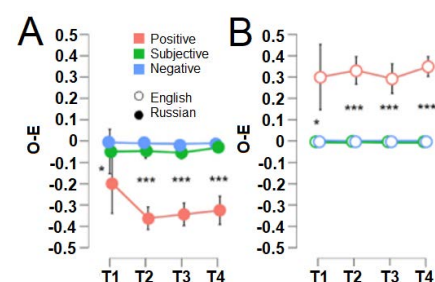 A
O-E
0.5
0.4
0.3
0.2
0.1
0
-0.1
-0.2
-0.3
-0.4
-0.5
Positive
Subjective
Negative
English
Russian
*
***
***
***
T1 T2 T3 T4
B
O-E
0.5
0.4
0.3
0.2
0.1
0
-0.1
-0.2
-0.3
-0.4
-0.5
*
***
***
***
T1 T2 T3 T4